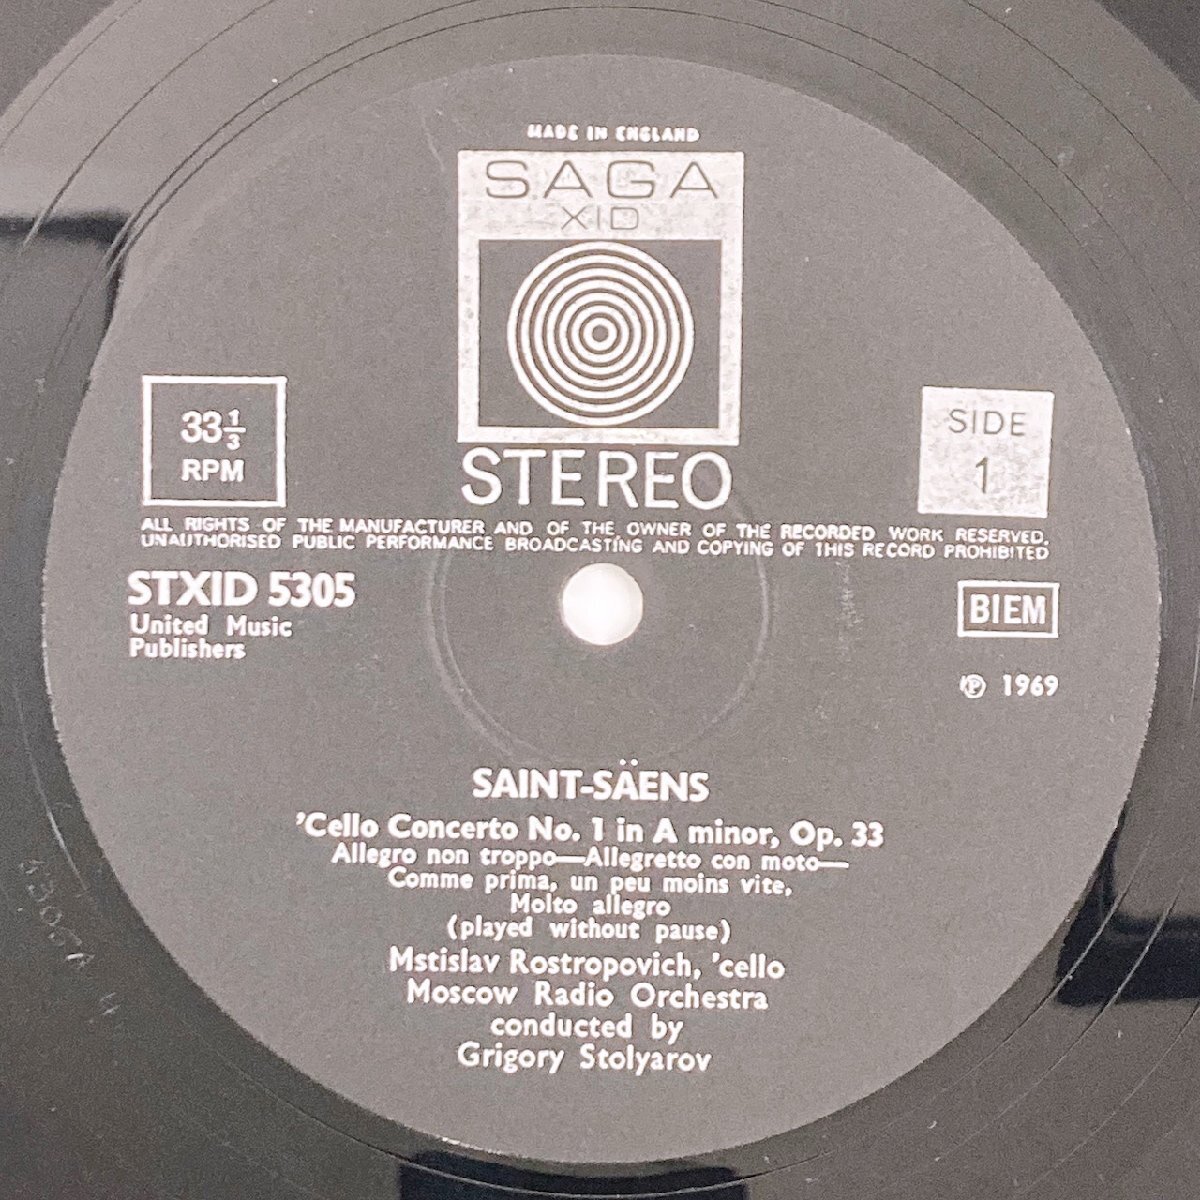 MADE IN ENGLAND
SAGA
XID
33⅓
RPM
SIDE
1
STEREO
ALL RIGHTS OF THE MANUFACTURER AND OF THE OWNER OF THE RECORDED WORK RESERVED.
UNAUTHORISED PUBLIC PERFORMANCE BROADCASTING AND COPYING OF THIS RECORD PROHIBITED
STXID 5305
United Music
Publishers
BIEM
℗ 1969
SAINT-SÄENS
'Cello Concerto No. 1 in A minor, Op. 33
Allegro non troppo—Allegretto con moto—
Comme prima, un peu moins vite,
Molto allegro
(played without pause)
Mstislav Rostropovich, 'cello
Moscow Radio Orchestra
conducted by
Grigory Stolyarov